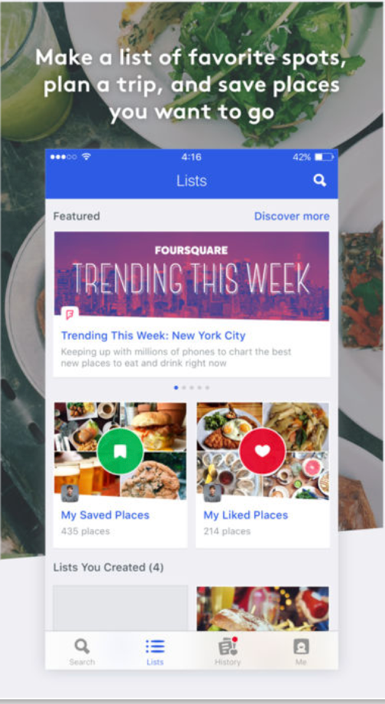 Make a list of favorite spots,
plan a trip, and save places
you want to go
4:16
42%
Lists
Featured
Discover more
FOURSQUARE
TRENDING THIS WEEK
Trending This Week: New York City
Keeping up with millions of phones to chart the best
new places to eat and drink right now
My Saved Places
435 places
My Liked Places
214 places
Lists You Created (4)
Search
Lists
History
Me